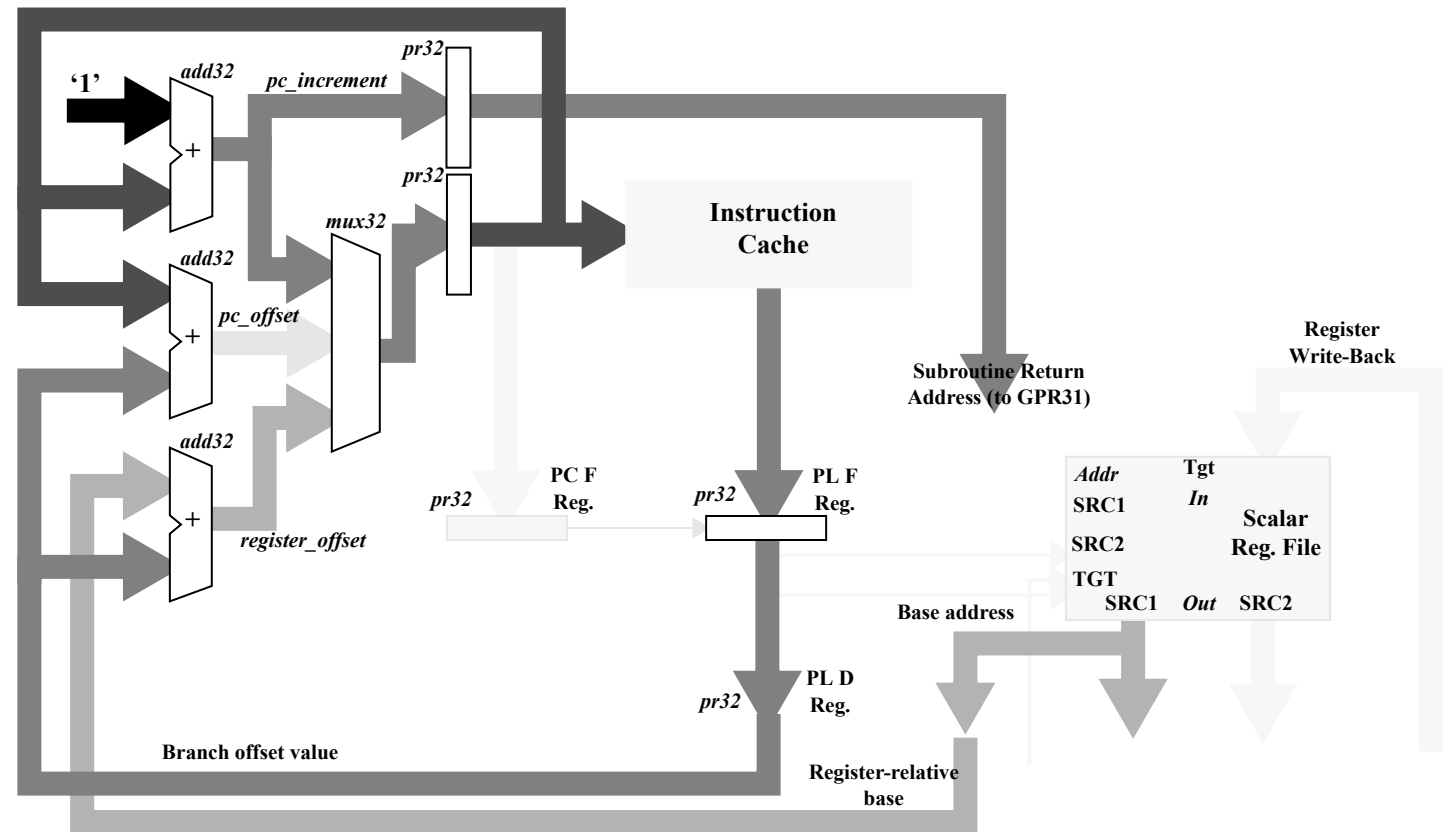 pr32
add32
‘1’
pc_increment
+
pr32
mux32
Instruction
Cache
add32
pc_offset
+
Register
Write-Back
Subroutine Return
Address (to GPR31)
add32
+
register_offset
pr32
PC F
Reg.
pr32
PL F
Reg.
Addr
Tgt
SRC1
In
Scalar
SRC2
Reg. File
TGT
SRC1
Out
SRC2
Base address
pr32
PL D
Reg.
Branch offset value
Register-relative
base